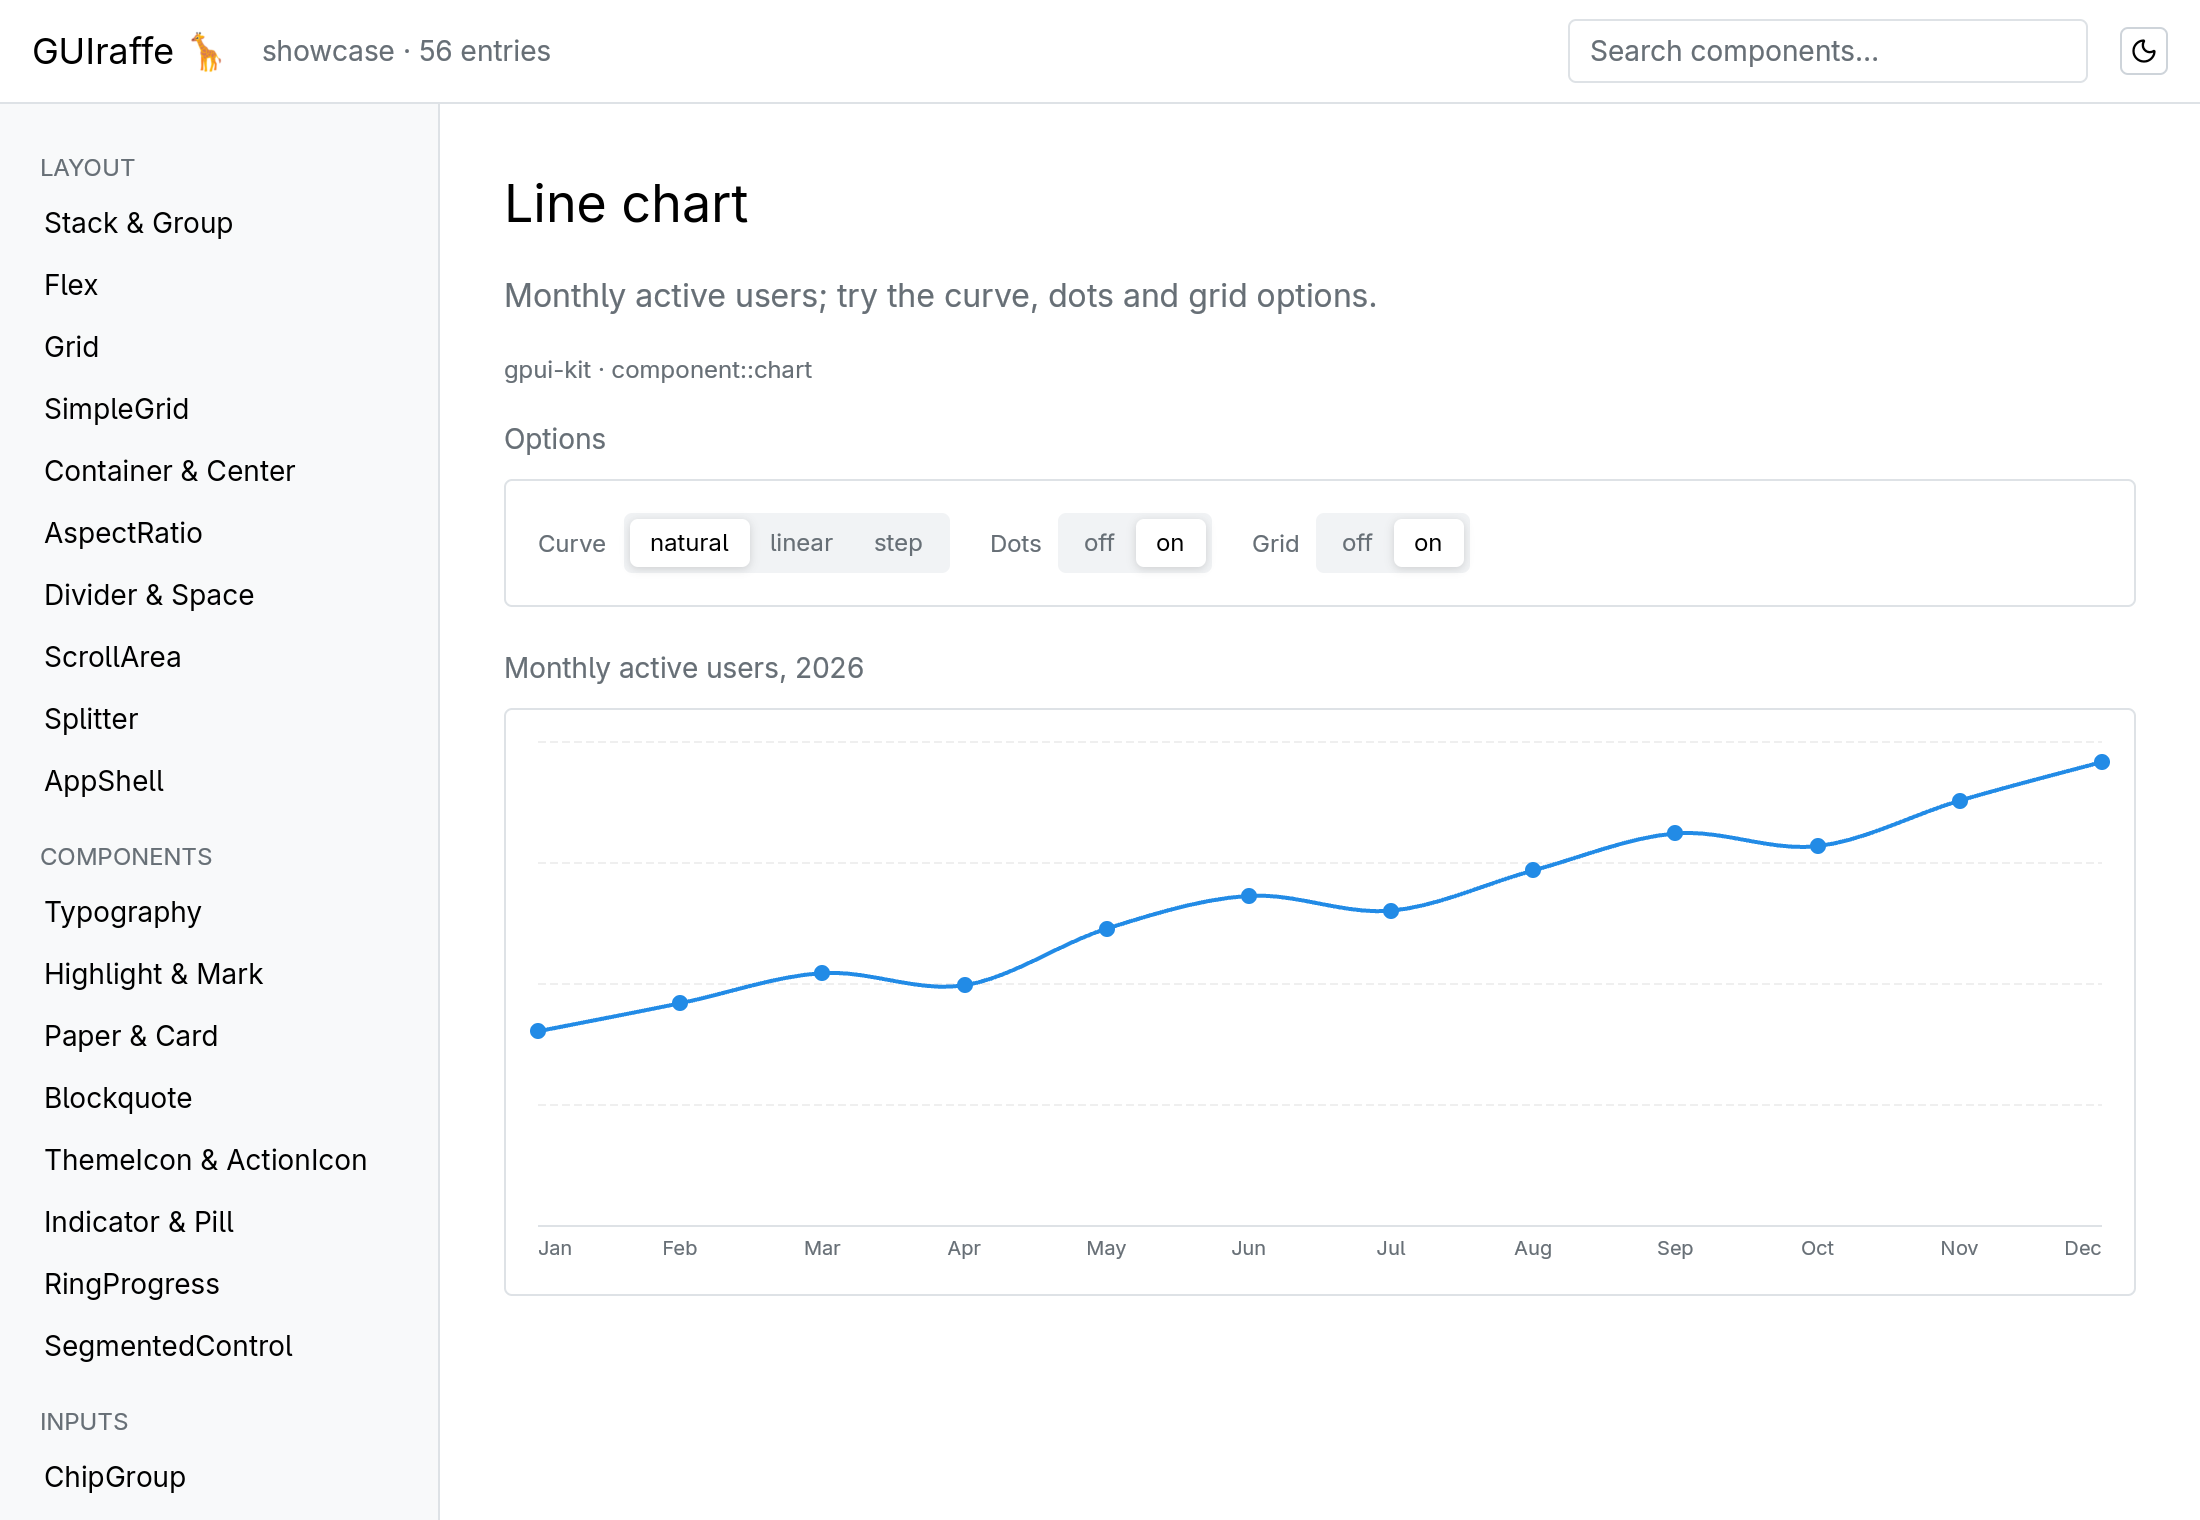 GUIraffe 🦒
showcase · 56 entries
Search components...
LAYOUT
Stack & Group
Flex
Grid
SimpleGrid
Container & Center
AspectRatio
Divider & Space
ScrollArea
Splitter
AppShell
COMPONENTS
Typography
Highlight & Mark
Paper & Card
Blockquote
ThemeIcon & ActionIcon
Indicator & Pill
RingProgress
SegmentedControl
INPUTS
ChipGroup
Line chart
Monthly active users; try the curve, dots and grid options.
gpui-kit · component::chart
Options
Curve natural linear step Dots off on Grid off on
Monthly active users, 2026
Jan Feb Mar Apr May Jun Jul Aug Sep Oct Nov Dec